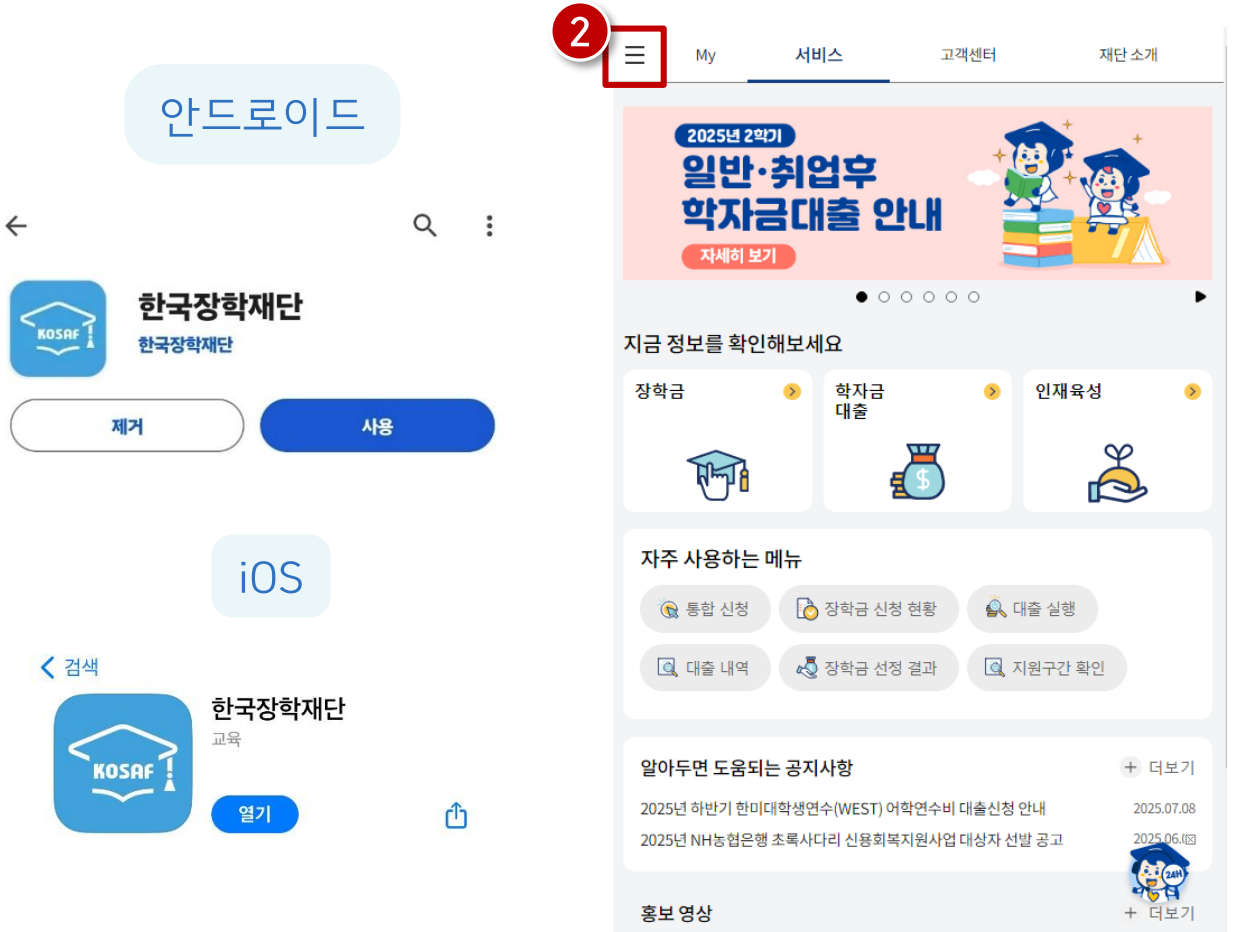 안드로이드
KOSAF
한국장학재단
한국장학재단
제거
사용
iOS
검색
KOSAF
한국장학재단
교육
열기
2
My
서비스
고객센터
재단 소개
2025년 2학기
일반·취업후
학자금대출 안내
자세히 보기
지금 정보를 확인해보세요
장학금
학자금
대출
인재육성
자주 사용하는 메뉴
통합 신청
장학금 신청 현황
대출 실행
대출 내역
장학금 선정 결과
지원구간 확인
알아두면 도움되는 공지사항
+ 더보기
2025년 하반기 한미대학생연수(WEST) 어학연수비 대출신청 안내
2025.07.08
2025년 NH농협은행 초록사다리 신용회복지원사업 대상자 선발 공고
2025.06.
24H
홍보 영상
+ 더보기